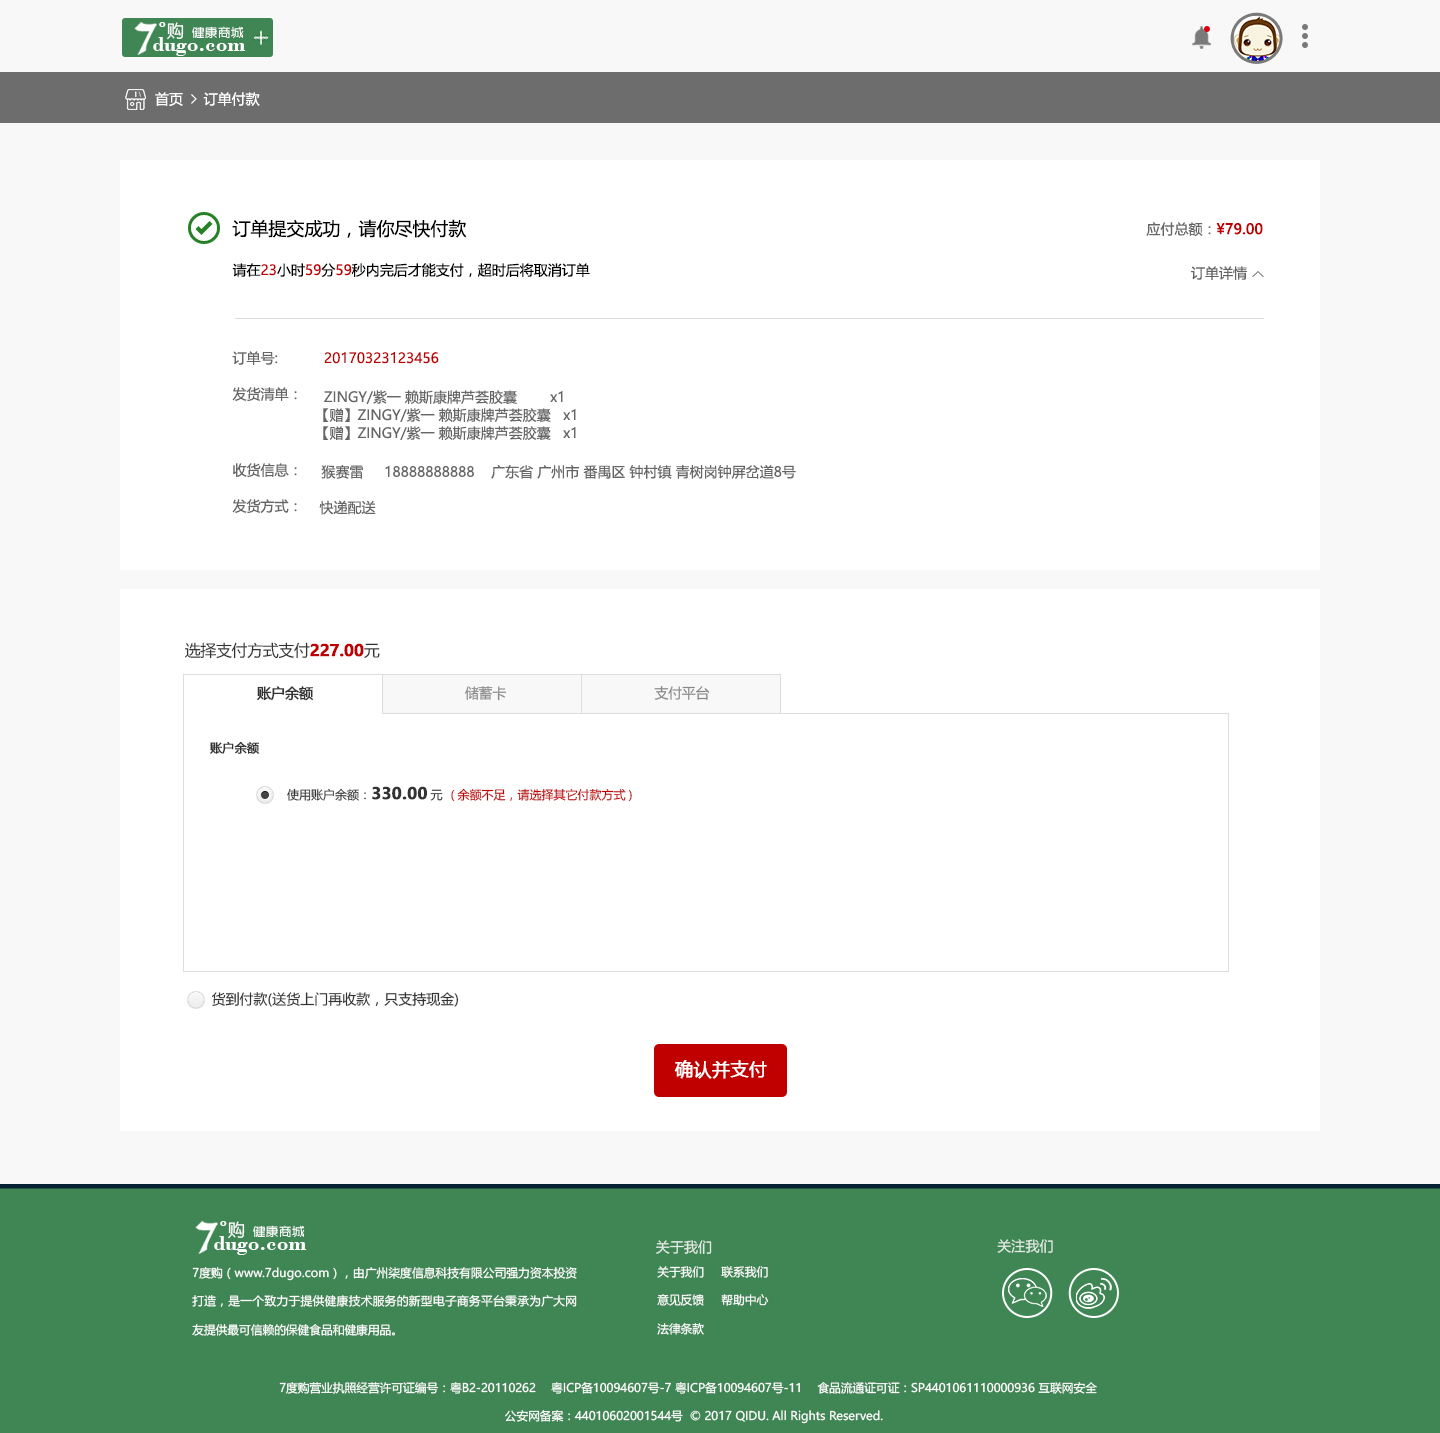 7°购 健康商城
7dugo.com
首页 > 订单付款
订单提交成功，请你尽快付款
应付总额：¥79.00
请在23小时59分59秒内完后才能支付，超时后将取消订单
订单详情
订单号: 20170323123456
发货清单： ZINGY/紫一 赖斯康牌芦荟胶囊 x1
【赠】ZINGY/紫一 赖斯康牌芦荟胶囊 x1
【赠】ZINGY/紫一 赖斯康牌芦荟胶囊 x1
收货信息： 猴赛雷 18888888888 广东省 广州市 番禺区 钟村镇 青树岗钟屏岔道8号
发货方式： 快递配送
选择支付方式支付227.00元
账户余额 储蓄卡 支付平台
账户余额
使用账户余额：330.00 元（余额不足，请选择其它付款方式）
货到付款(送货上门再收款，只支持现金)
确认并支付
7°购 健康商城
7dugo.com
7度购（www.7dugo.com），由广州柒度信息科技有限公司强力资本投资
打造，是一个致力于提供健康技术服务的新型电子商务平台秉承为广大网
友提供最可信赖的保健食品和健康用品。
关于我们
关于我们 联系我们
意见反馈 帮助中心
法律条款
关注我们
7度购营业执照经营许可证编号：粤B2-20110262 粤ICP备10094607号-7 粤ICP备10094607号-11 食品流通证可证：SP4401061110000936 互联网安全
公安网备案：44010602001544号 © 2017 QIDU. All Rights Reserved.